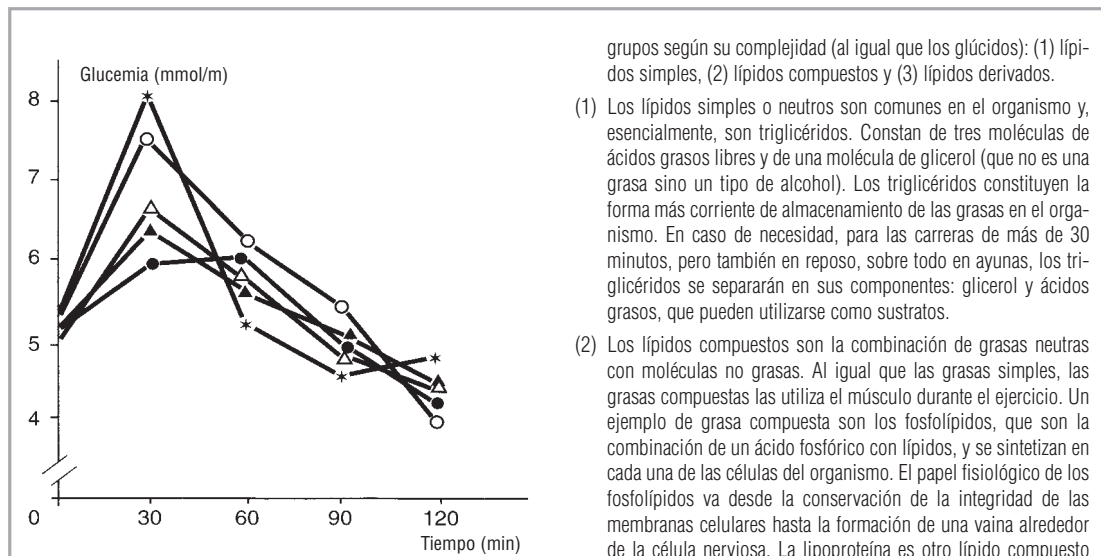 Glucemia (mmol/m)
8
7
6
5
4
0
30
60
90
120
Tiempo (min)
grupos según su complejidad (al igual que los glúcidos): (1) lípi-
dos simples, (2) lípidos compuestos y (3) lípidos derivados.
(1) Los lípidos simples o neutros son comunes en el organismo y,
esencialmente, son triglicéridos. Constan de tres moléculas de
ácidos grasos libres y de una molécula de glicerol (que no es una
grasa sino un tipo de alcohol). Los triglicéridos constituyen la
forma más corriente de almacenamiento de las grasas en el orga-
nismo. En caso de necesidad, para las carreras de más de 30
minutos, pero también en reposo, sobre todo en ayunas, los tri-
glicéridos se separarán en sus componentes: glicerol y ácidos
grasos, que pueden utilizarse como sustratos.
(2) Los lípidos compuestos son la combinación de grasas neutras
con moléculas no grasas. Al igual que las grasas simples, las
grasas compuestas las utiliza el músculo durante el ejercicio. Un
ejemplo de grasa compuesta son los fosfolípidos, que son la
combinación de un ácido fosfórico con lípidos, y se sintetizan en
cada una de las células del organismo. El papel fisiológico de los
fosfolípidos va desde la conservación de la integridad de las
membranas celulares hasta la formación de una vaina alrededor
de la célula nerviosa. La lipoproteína es otro lípido compuesto